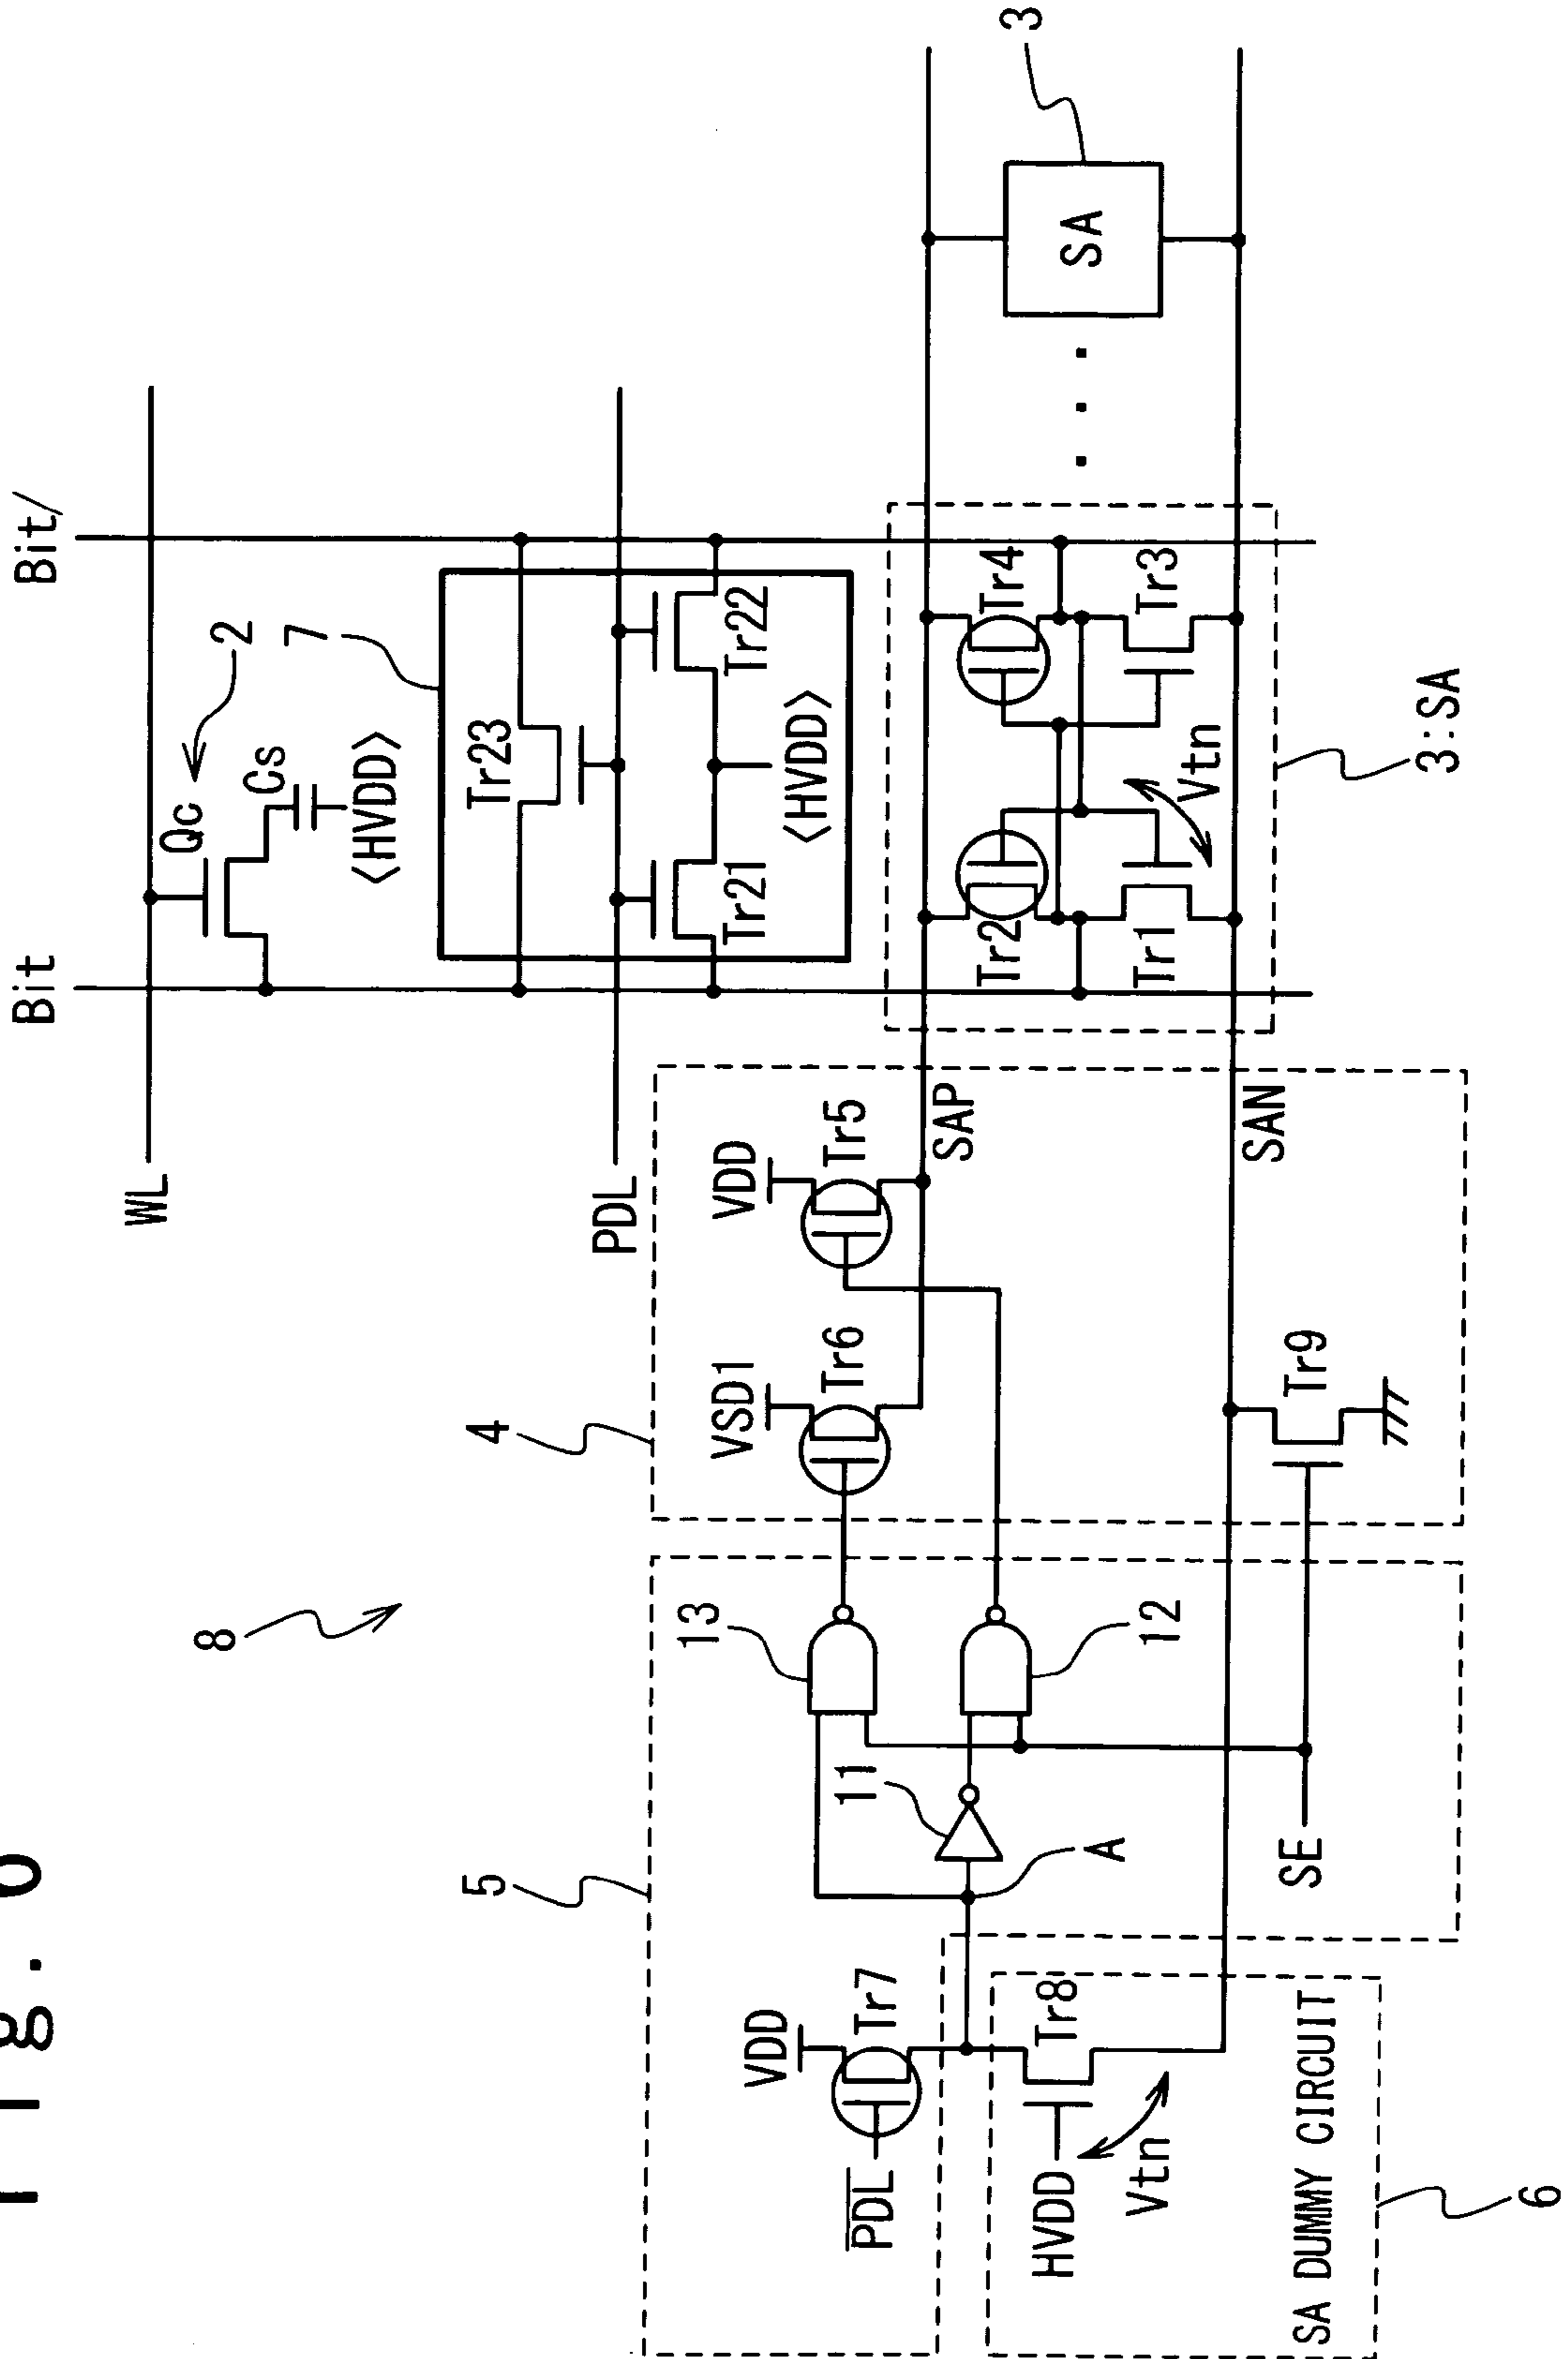 Fig. 6
8
WL
Bit
Bit/
Qc
2
Cs
<HVDD>
7
Tr23
PDL
Tr21
Tr22
<HVDD>
5
VDD
Tr7
PDL
13
11
A
12
4
VSD1
Tr6
VDD
Tr5
SAP
Tr2
Tr4
SA
3
HVDD
Tr8
Vtn
SA DUMMY CIRCUIT
6
SE
Tr9
SAN
Tr1
Vtn
Tr3
3:SA